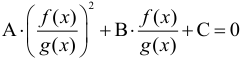 A·(f(x)/g(x))² + B·f(x)/g(x) + C = 0